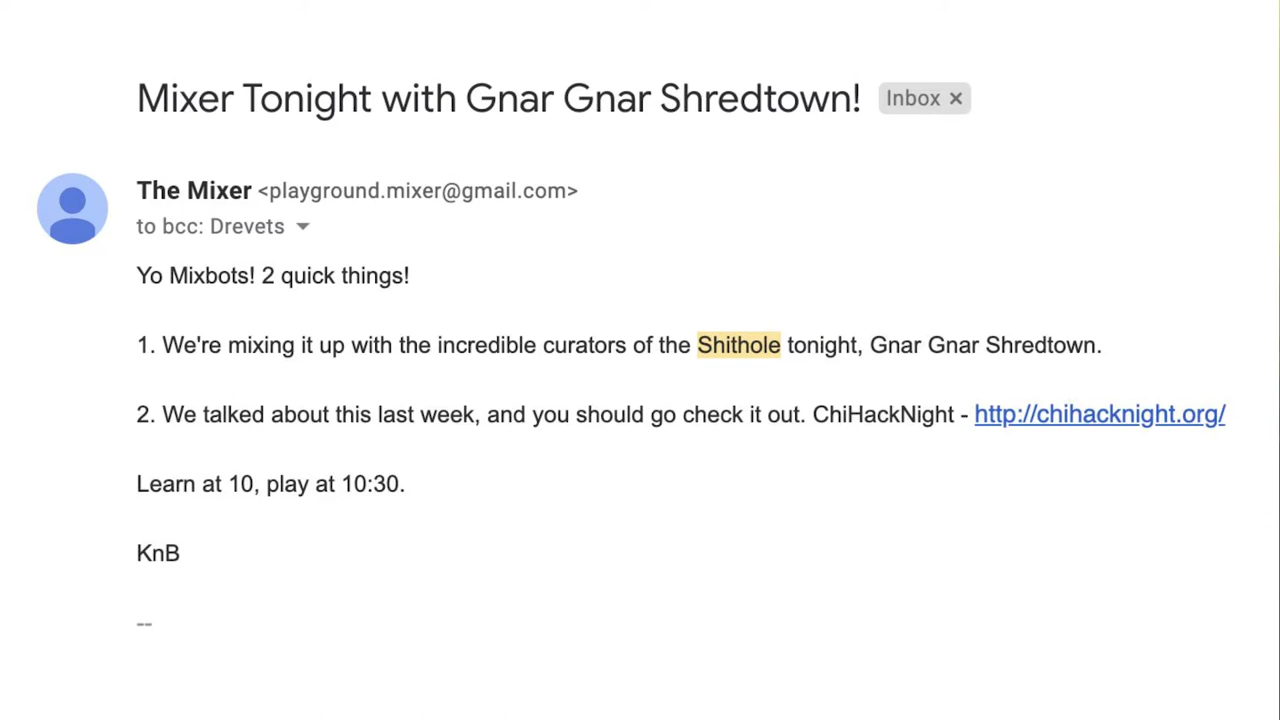 Mixer Tonight with Gnar Gnar Shredtown! Inbox ×
The Mixer <playground.mixer@gmail.com>
to bcc: Drevets
Yo Mixbots! 2 quick things!
1. We're mixing it up with the incredible curators of the Shithole tonight, Gnar Gnar Shredtown.
2. We talked about this last week, and you should go check it out. ChiHackNight - http://chihacknight.org/
Learn at 10, play at 10:30.
KnB
--